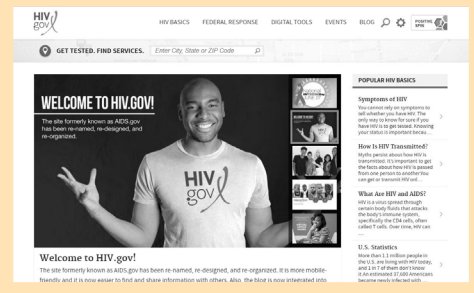 HIV
gov
HIV BASICS FEDERAL RESPONSE DIGITAL TOOLS EVENTS BLOG POSITIVE SPIN
GET TESTED. FIND SERVICES. Enter City, State or ZIP Code
WELCOME TO HIV.GOV!
The site formerly known as AIDS.gov
has been re-named, re-designed, and
re-organized.
HIV
gov
Welcome to HIV.gov!
The site formerly known as AIDS.gov has been re-named, re-designed, and re-organized. It is more mobile-
friendly and it is now easier to find and share information with others. Also, the blog is now integrated into
POPULAR HIV BASICS
Symptoms of HIV
You cannot rely on symptoms to
tell whether you have HIV. The
only way to know for sure if you
have HIV is to get tested. Knowing
your status is important becau...
How Is HIV Transmitted?
Myths persist about how HIV is
transmitted. It's important to get
the facts about how HIV is passed
from one person to another.You
can get or transmit HIV onl...
What Are HIV and AIDS?
HIV is a virus spread through
certain body fluids that attacks
the body's immune system,
specifically the CD4 cells, often
called T cells. Over time, HIV can
...
U.S. Statistics
More than 1.1 million people in
the U.S. are living with HIV today,
and 1 in 7 of them don't know
it.An estimated 37,600 Americans
became newly infected with